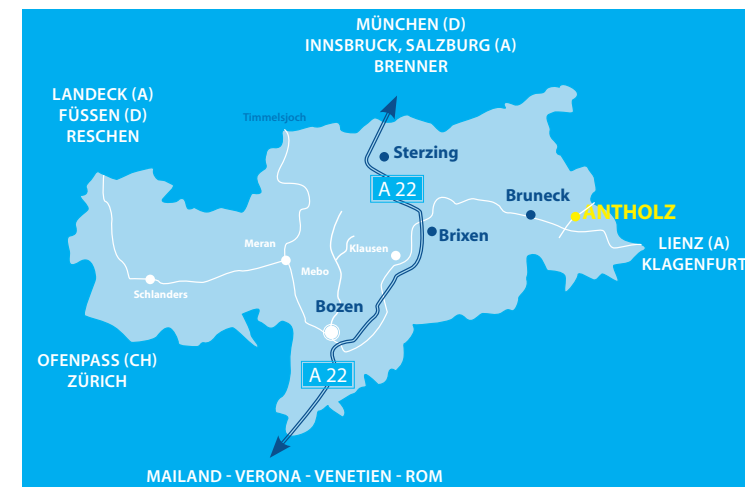 MÜNCHEN (D)
INNSBRUCK, SALZBURG (A)
BRENNER
LANDECK (A)
FÜSSEN (D)
RESCHEN
Timmelsjoch
Sterzing
A 22
Bruneck
ANTHOLZ
Brixen
Meran
Klausen
LIENZ (A)
KLAGENFURT
Mebo
Schlanders
Bozen
OFENPASS (CH)
ZÜRICH
A 22
MAILAND - VERONA - VENETIEN - ROM